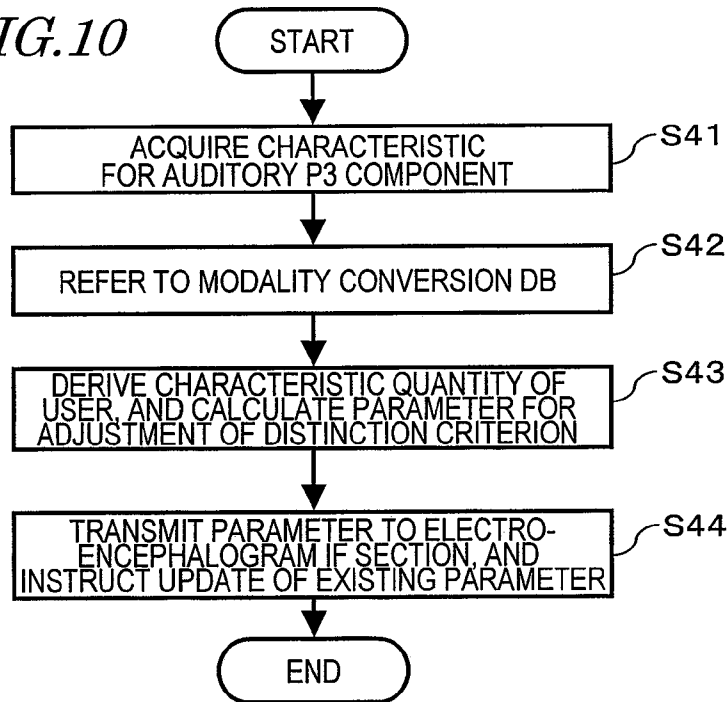 IG.10
START
ACQUIRE CHARACTERISTIC
FOR AUDITORY P3 COMPONENT
S41
REFER TO MODALITY CONVERSION DB
S42
DERIVE CHARACTERISTIC QUANTITY OF
USER, AND CALCULATE PARAMETER FOR
ADJUSTMENT OF DISTINCTION CRITERION
S43
TRANSMIT PARAMETER TO ELECTRO-
ENCEPHALOGRAM IF SECTION, AND
INSTRUCT UPDATE OF EXISTING PARAMETER
S44
END